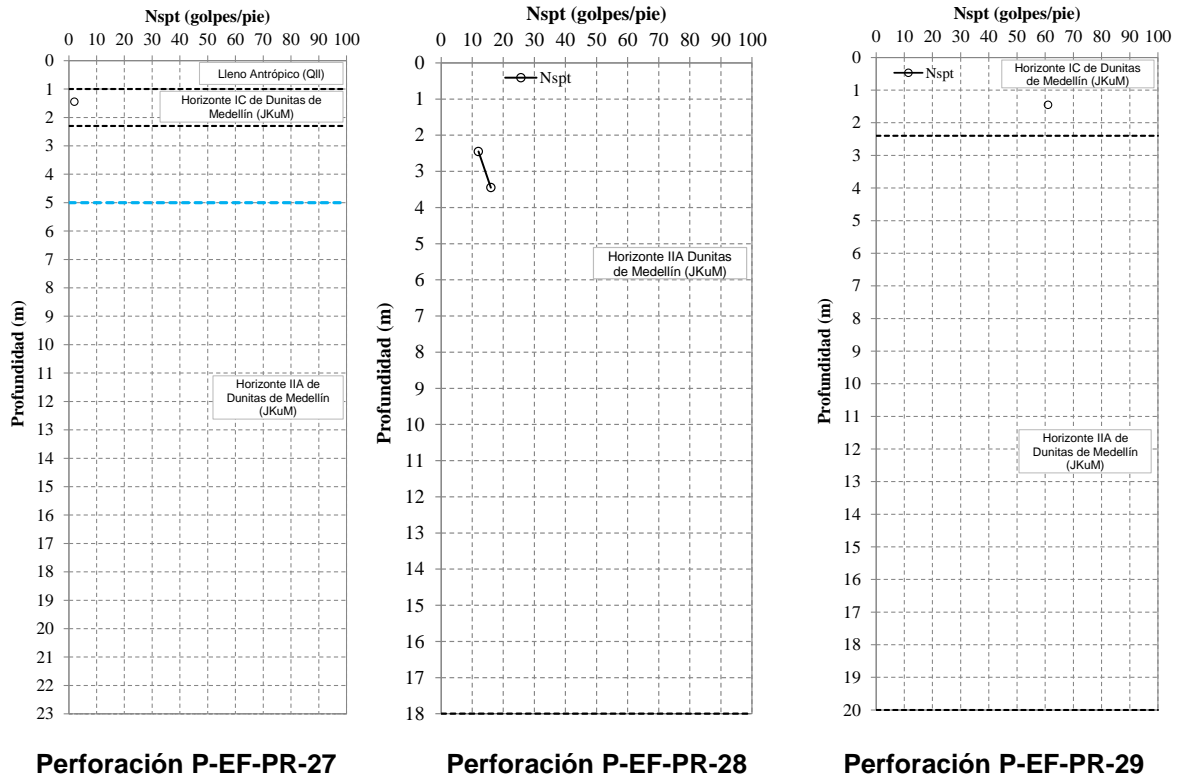 Nspt (golpes/pie)
0 10 20 30 40 50 60 70 80 90 100
0
1
2
3
4
5
6
7
8
9
10
11
12
13
14
15
16
17
18
19
20
21
22
23
Profundidad (m)
Lleno Antrópico (Qll)
Horizonte IC de Dunitas de
Medellín (JKuM)
Horizonte IIA de
Dunitas de Medellín
(JKuM)
Perforación P-EF-PR-27
Nspt (golpes/pie)
0 10 20 30 40 50 60 70 80 90 100
0
1
2
3
4
5
6
7
8
9
10
11
12
13
14
15
16
17
18
Profundidad (m)
Nspt
Horizonte IIA Dunitas
de Medellín (JKuM)
Perforación P-EF-PR-28
Nspt (golpes/pie)
0 10 20 30 40 50 60 70 80 90 100
0
1
2
3
4
5
6
7
8
9
10
11
12
13
14
15
16
17
18
19
20
Profundidad (m)
Nspt
Horizonte IC de Dunitas
de Medellín (JKuM)
Horizonte IIA de
Dunitas de Medellín
(JKuM)
Perforación P-EF-PR-29